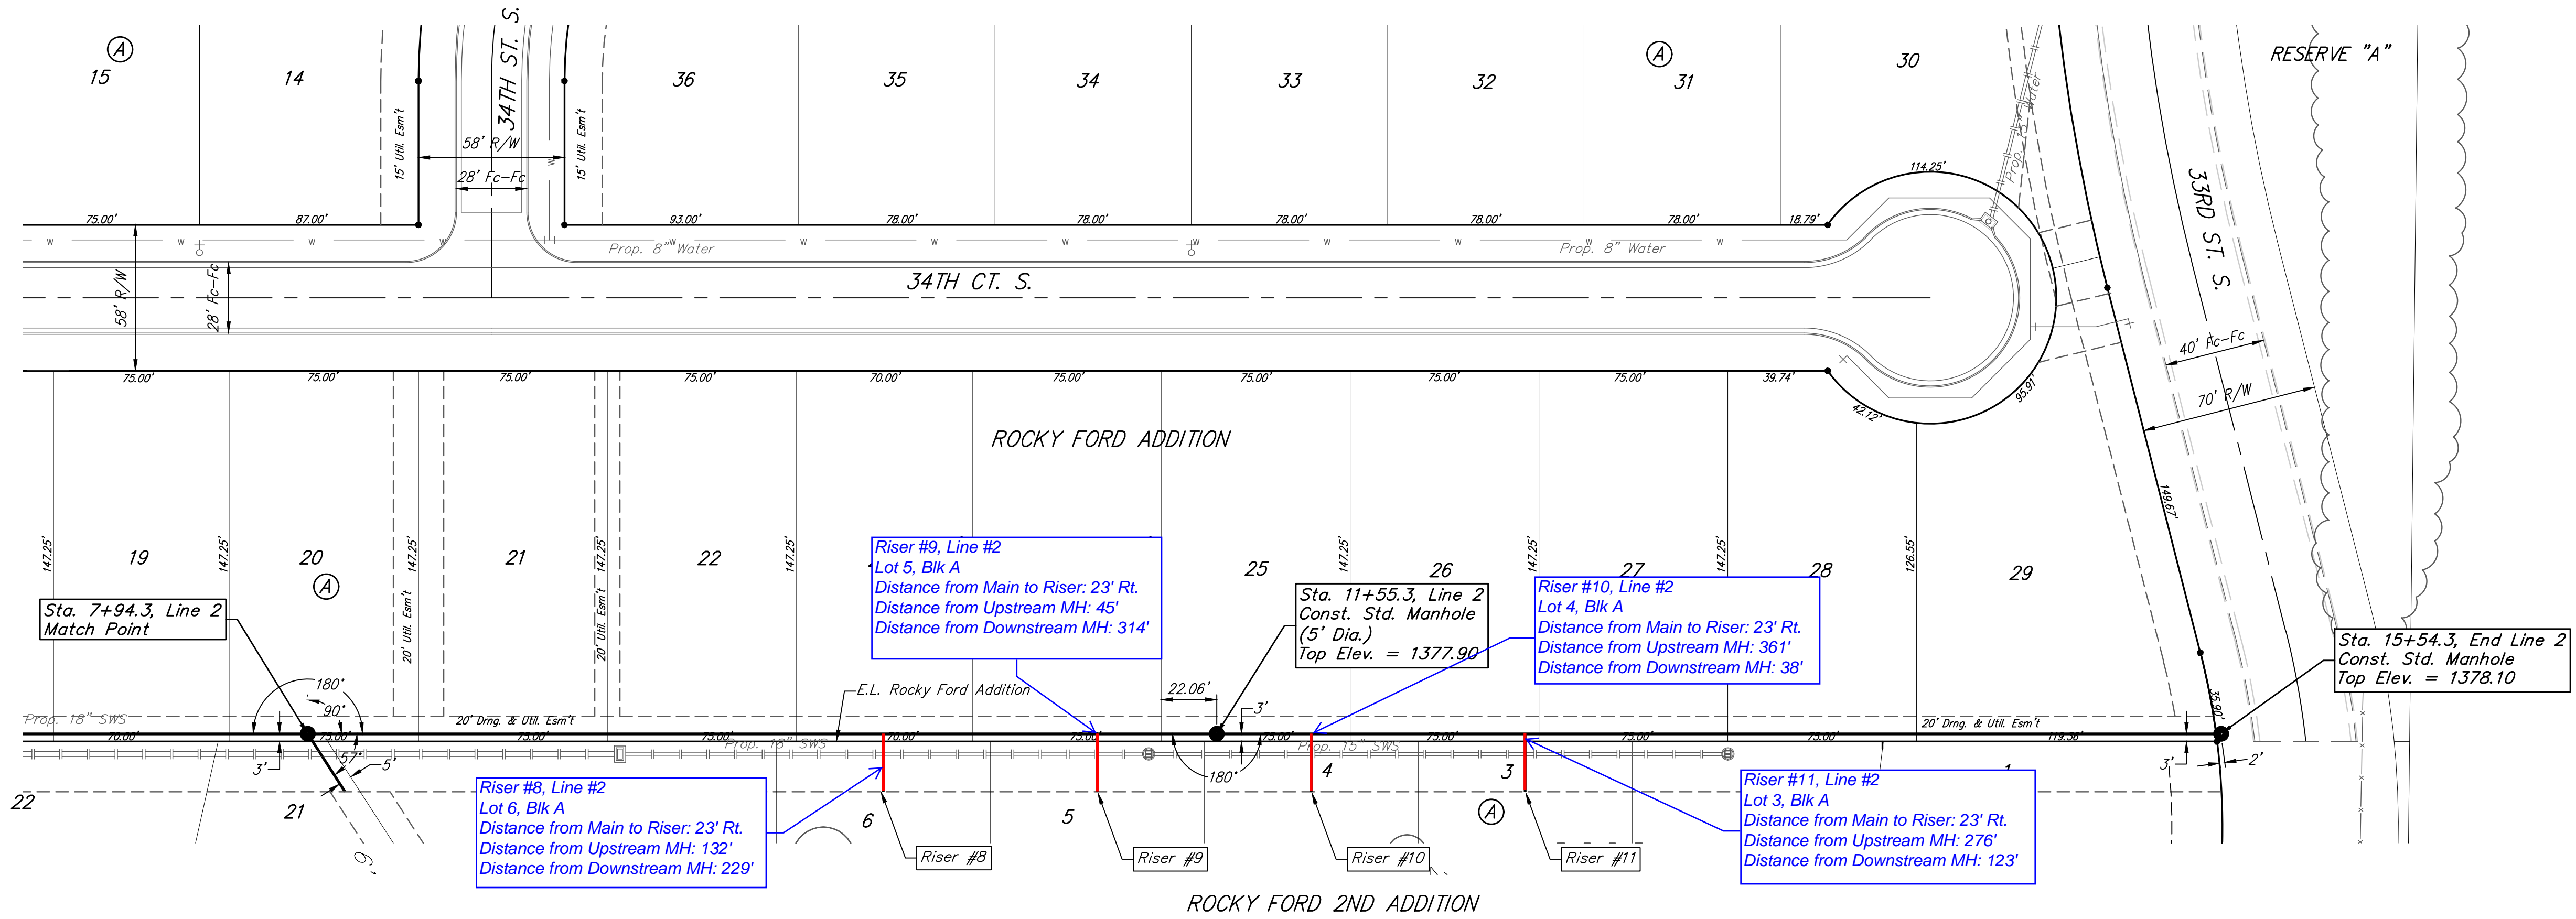 34TH ST. S.
RESERVE "A"
A
15
14
36
35
34
33
32
A
31
30
15' Util. Esm't
58' R/W
28' Fc-Fc
15' Util. Esm't
W
Prop. 15" Water
114.25'
33RD ST. S.
75.00'
87.00'
93.00'
78.00'
78.00'
78.00'
78.00'
78.00'
18.79'
W W W W W W W W W W W W W
Prop. 8" Water
Prop. 8" Water
58' R/W
28' Fc-Fc
34TH CT. S.
40' Fc-Fc
70' R/W
75.00'
75.00'
75.00'
75.00'
70.00'
75.00'
75.00'
75.00'
75.00'
39.74'
42.12'
95.91'
ROCKY FORD ADDITION
149.67'
147.25'
19
147.25'
20
A
147.25'
20' Util. Esm't
21
147.25'
20' Util. Esm't
22
147.25'
25
147.25'
26
147.25'
27
147.25'
28
126.55'
29
Riser #9, Line #2
Lot 5, Blk A
Distance from Main to Riser: 23' Rt.
Distance from Upstream MH: 45'
Distance from Downstream MH: 314'
Sta. 11+55.3, Line 2
Const. Std. Manhole
(5' Dia.)
Top Elev. = 1377.90
Riser #10, Line #2
Lot 4, Blk A
Distance from Main to Riser: 23' Rt.
Distance from Upstream MH: 361'
Distance from Downstream MH: 38'
Sta. 7+94.3, Line 2
Match Point
Sta. 15+54.3, End Line 2
Const. Std. Manhole
Top Elev. = 1378.10
180°
90°
E.L. Rocky Ford Addition
22.06'
3'
35.90'
Prop. 18" SWS
20' Drng. & Util. Esm't
20' Drng. & Util. Esm't
70.00'
75.00'
75.00'
75.00'
70.00'
75.00'
75.00'
75.00'
75.00'
75.00'
119.36'
Prop. 18" SWS
Prop. 15" SWS
3'
57°
5'
180°
3'
2'
22
21
6
5
4
3
A
1
Riser #8, Line #2
Lot 6, Blk A
Distance from Main to Riser: 23' Rt.
Distance from Upstream MH: 132'
Distance from Downstream MH: 229'
Riser #11, Line #2
Lot 3, Blk A
Distance from Main to Riser: 23' Rt.
Distance from Upstream MH: 276'
Distance from Downstream MH: 123'
Riser #8
Riser #9
Riser #10
Riser #11
ROCKY FORD 2ND ADDITION